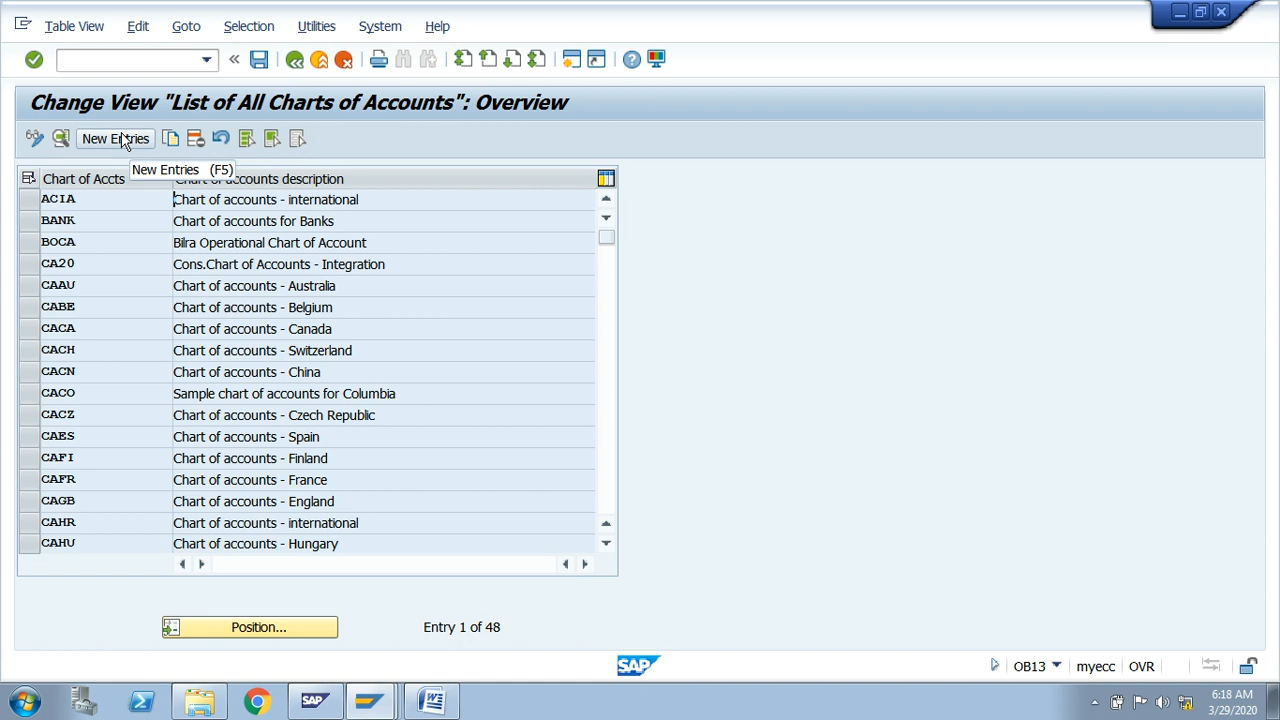 Table View Edit Goto Selection Utilities System Help
Change View "List of All Charts of Accounts": Overview
New Entries
New Entries (F5)
Chart of Accts Chart of accounts description
ACIA Chart of accounts - international
BANK Chart of accounts for Banks
BOCA Bilra Operational Chart of Account
CA20 Cons.Chart of Accounts - Integration
CAAU Chart of accounts - Australia
CABE Chart of accounts - Belgium
CACA Chart of accounts - Canada
CACH Chart of accounts - Switzerland
CACN Chart of accounts - China
CACO Sample chart of accounts for Columbia
CACZ Chart of accounts - Czech Republic
CAES Chart of accounts - Spain
CAFI Chart of accounts - Finland
CAFR Chart of accounts - France
CAGB Chart of accounts - England
CAHR Chart of accounts - international
CAHU Chart of accounts - Hungary
Position... Entry 1 of 48
SAP OB13 myecc OVR
SAP W 6:18 AM
3/29/2020